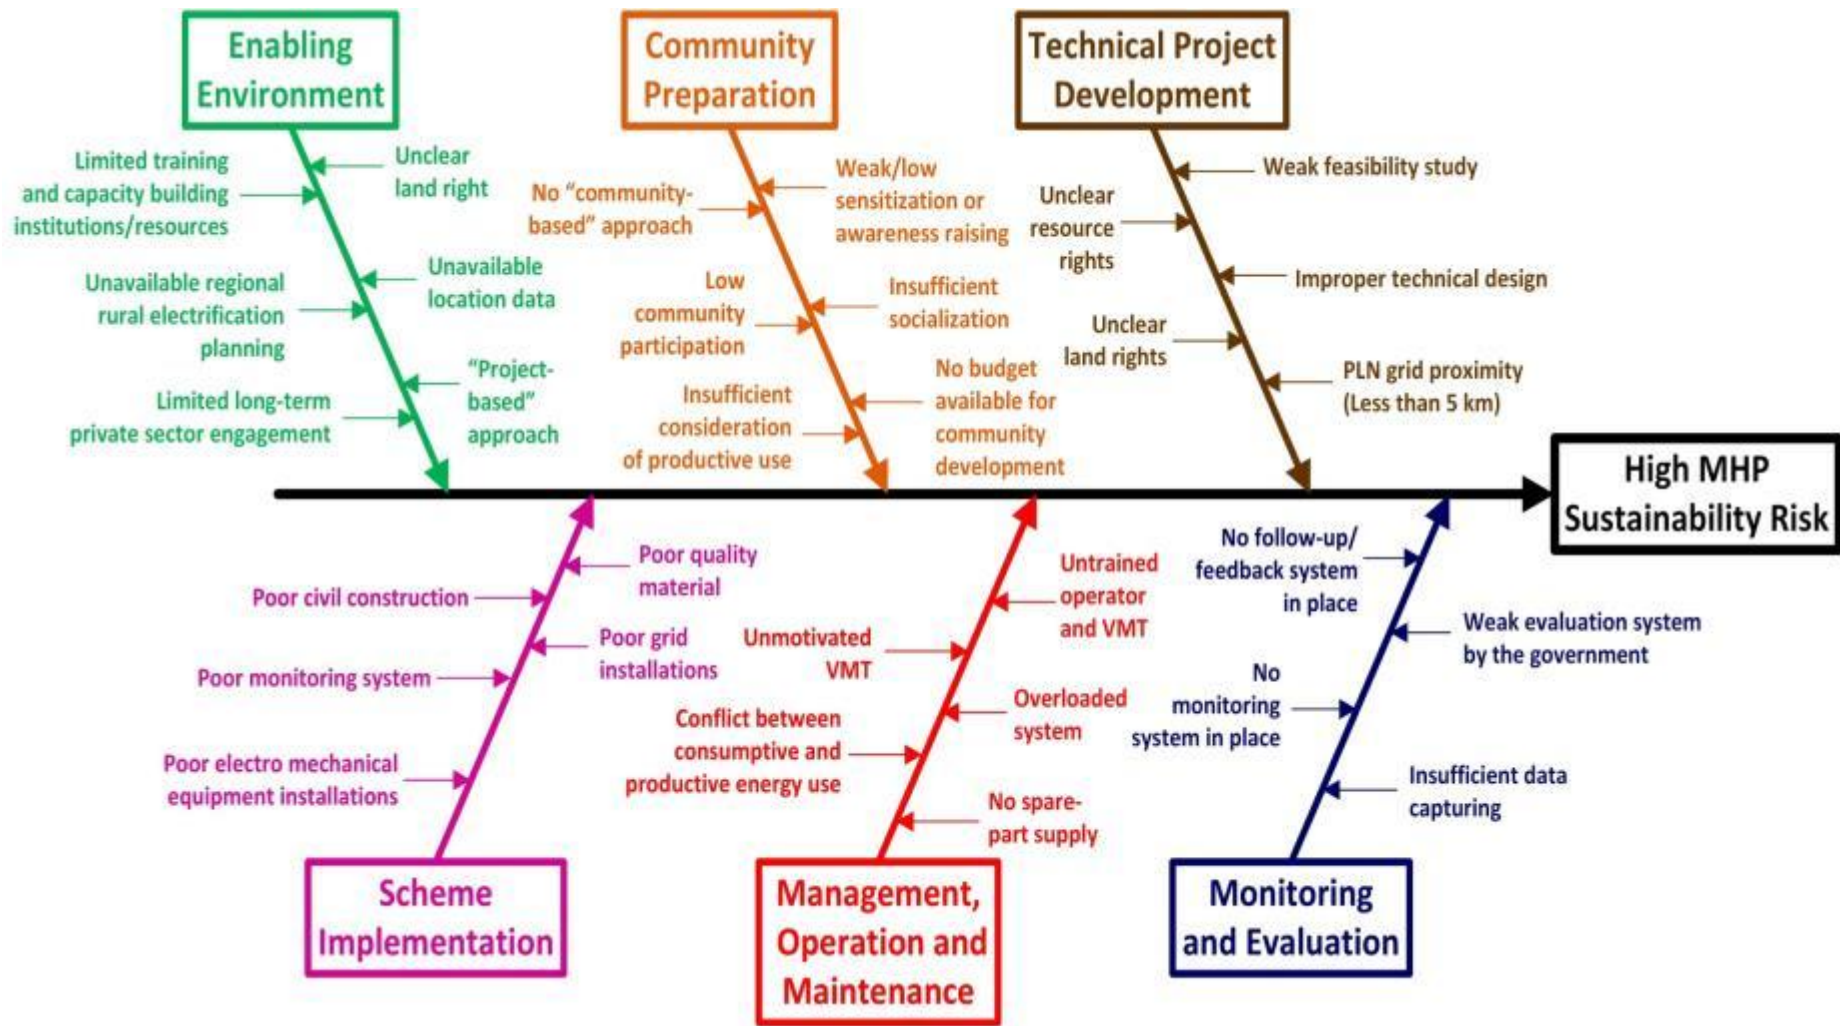 Enabling
Environment
Community
Preparation
Technical Project
Development
Limited training
and capacity building
institutions/resources
Unclear
land right
Unavailable regional
rural electrification
planning
Unavailable
location data
Limited long-term
private sector engagement
"Project-
based"
approach
No "community-
based" approach
Weak/low
sensitization or
awareness raising
Low
community
participation
Insufficient
socialization
Insufficient
consideration
of productive use
No budget
available for
community
development
Weak feasibility study
Unclear
resource
rights
Improper technical design
Unclear
land rights
PLN grid proximity
(Less than 5 km)
High MHP
Sustainability Risk
Poor quality
material
Poor civil construction
Poor grid
installations
Poor monitoring system
Poor electro mechanical
equipment installations
Untrained
operator
and VMT
Unmotivated
VMT
Overloaded
system
Conflict between
consumptive and
productive energy use
No spare-
part supply
No follow-up/
feedback system
in place
Weak evaluation system
by the government
No
monitoring
system in place
Insufficient data
capturing
Scheme
Implementation
Management,
Operation and
Maintenance
Monitoring
and Evaluation